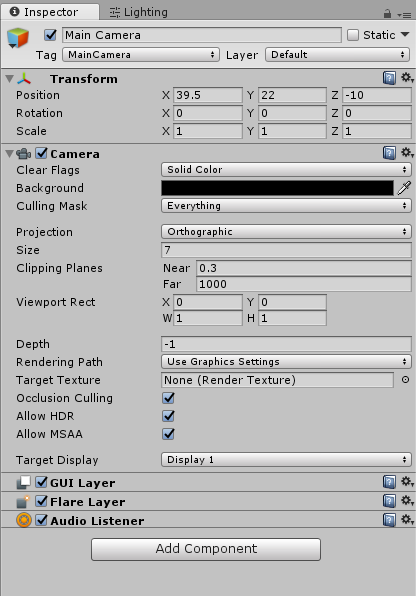 Inspector Lighting
Main Camera Static
Tag MainCamera Layer Default
Transform
Position X 39.5 Y 22 Z -10
Rotation X 0 Y 0 Z 0
Scale X 1 Y 1 Z 1
Camera
Clear Flags Solid Color
Background
Culling Mask Everything
Projection Orthographic
Size 7
Clipping Planes Near 0.3
Far 1000
Viewport Rect X 0 Y 0
W 1 H 1
Depth -1
Rendering Path Use Graphics Settings
Target Texture None (Render Texture)
Occlusion Culling
Allow HDR
Allow MSAA
Target Display Display 1
GUI Layer
Flare Layer
Audio Listener
Add Component